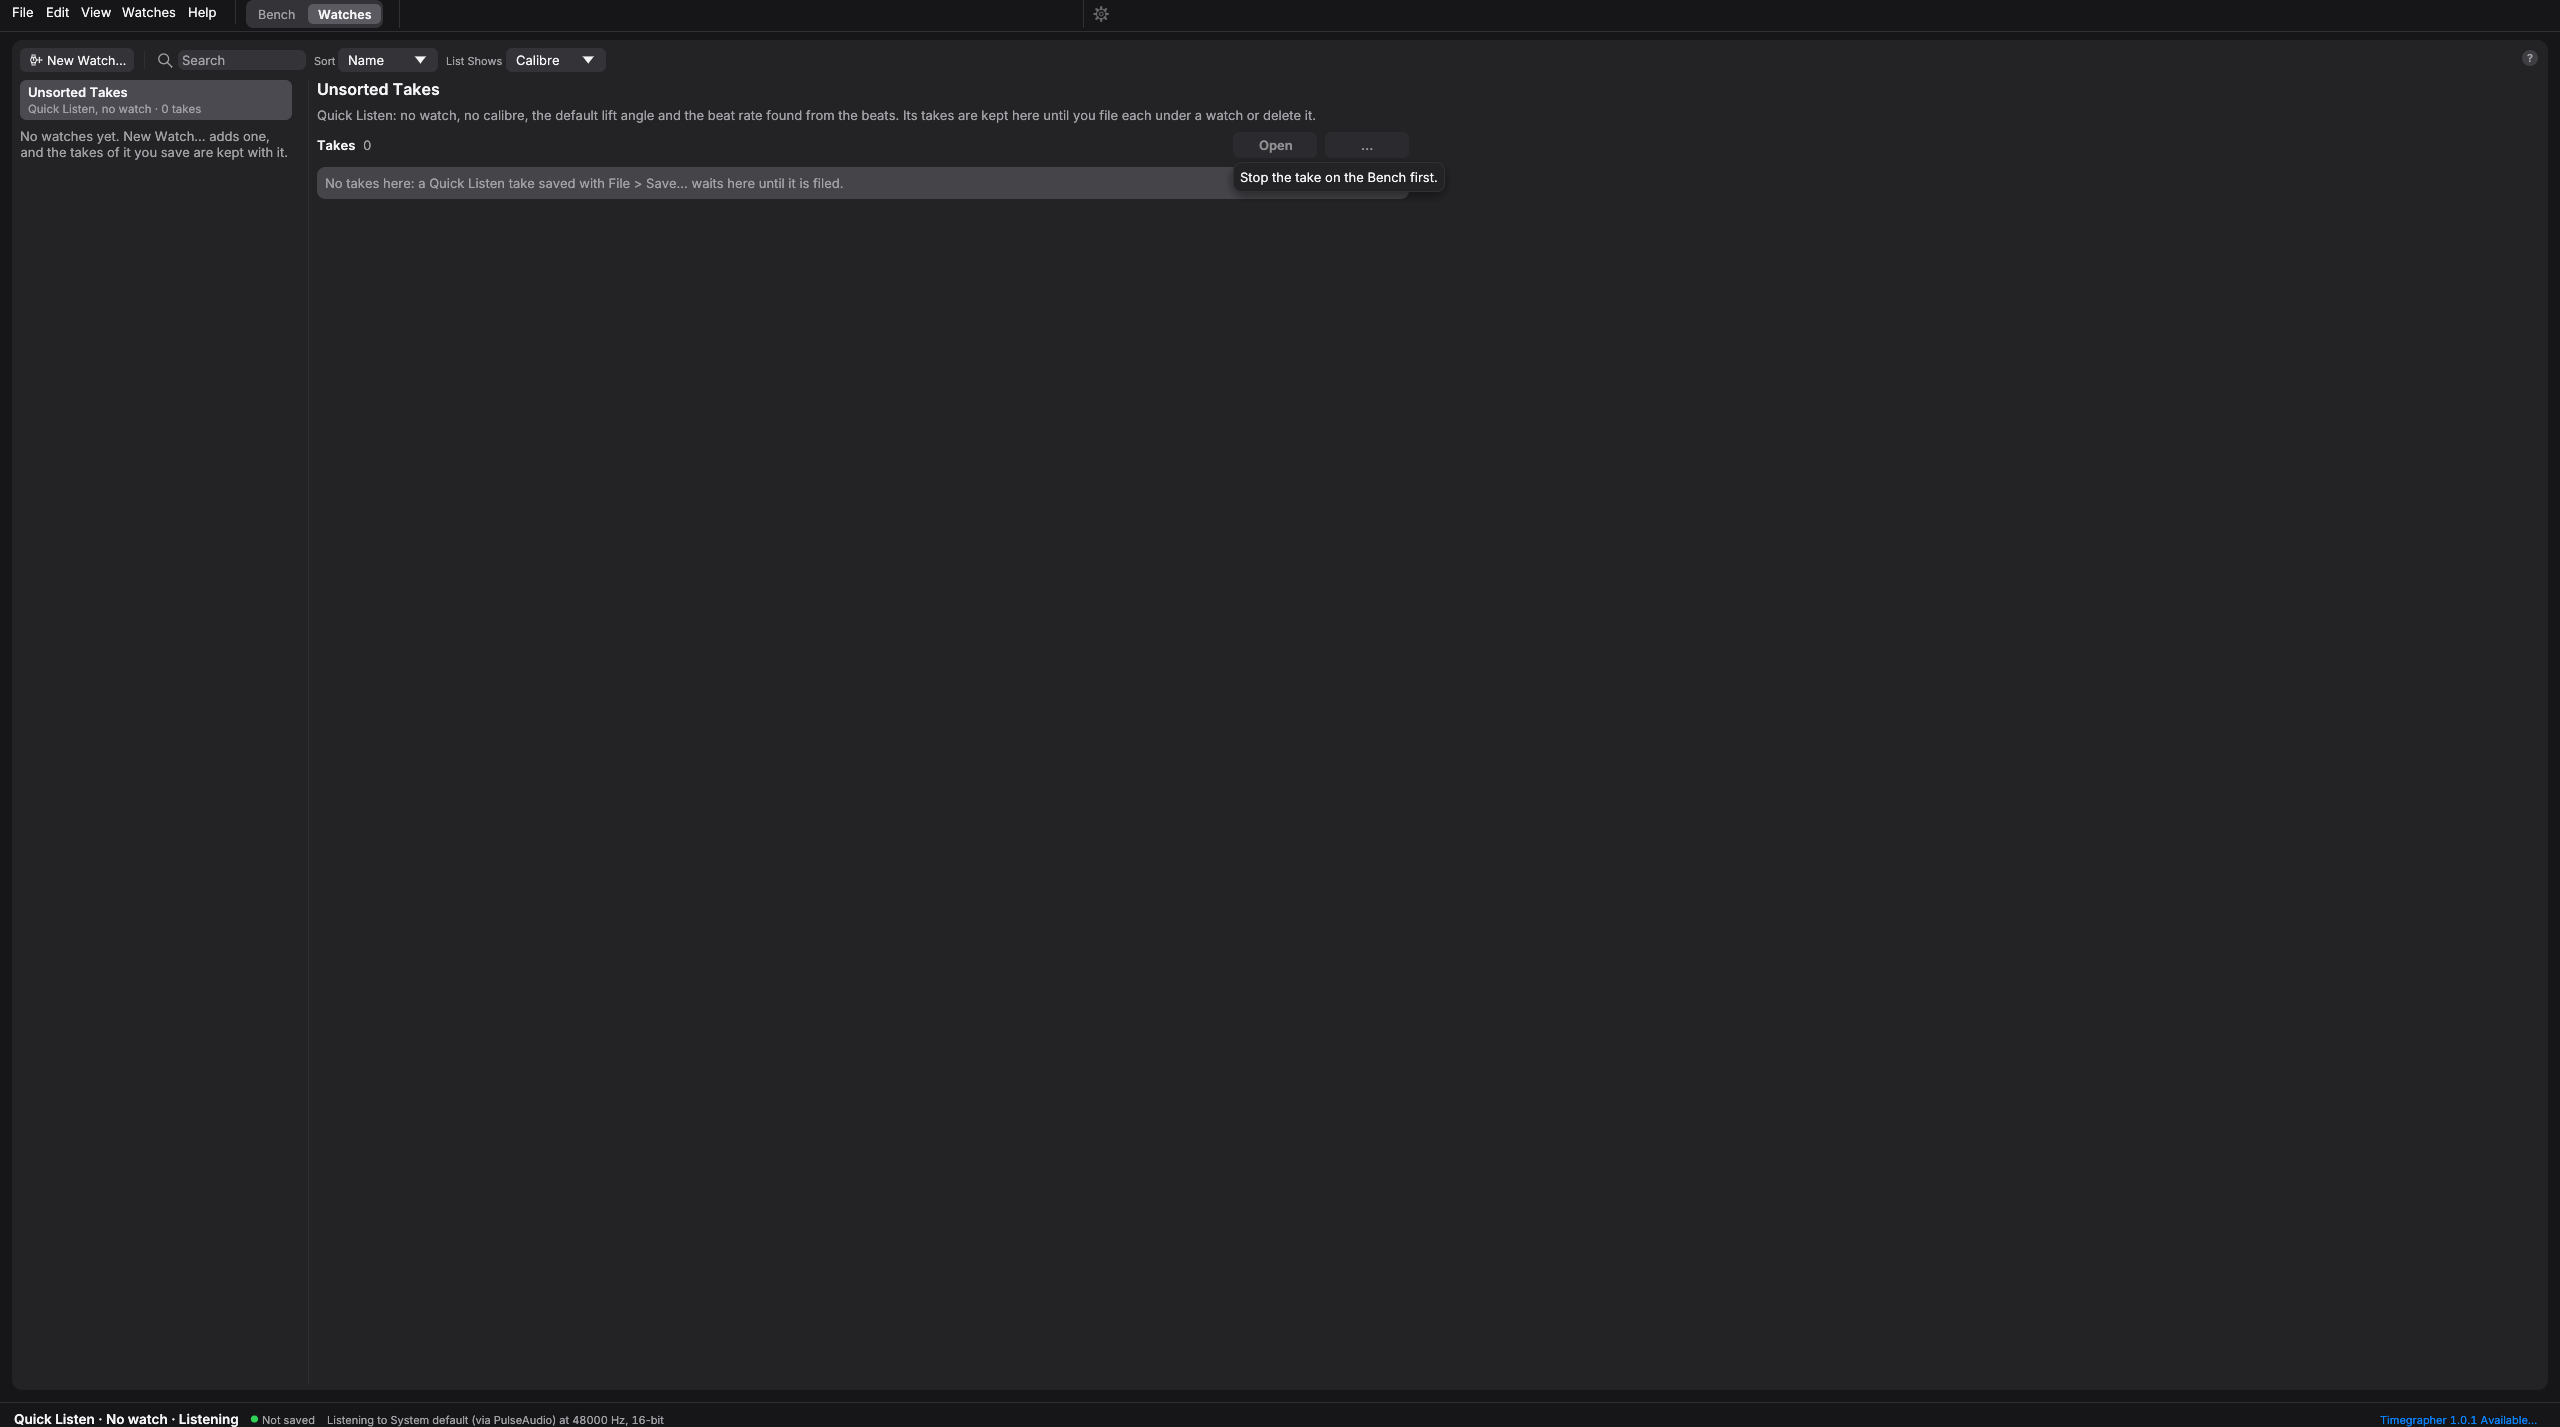 File Edit View Watches Help Bench Watches
New Watch... Search Sort Name List Shows Calibre ?
Unsorted Takes
Quick Listen, no watch · 0 takes
No watches yet. New Watch... adds one,
and the takes of it you save are kept with it.
Unsorted Takes
Quick Listen: no watch, no calibre, the default lift angle and the beat rate found from the beats. Its takes are kept here until you file each under a watch or delete it.
Takes 0 Open ...
No takes here: a Quick Listen take saved with File > Save... waits here until it is filed.
Stop the take on the Bench first.
Quick Listen · No watch · Listening Not saved Listening to System default (via PulseAudio) at 48000 Hz, 16-bit Timegrapher 1.0.1 Available...